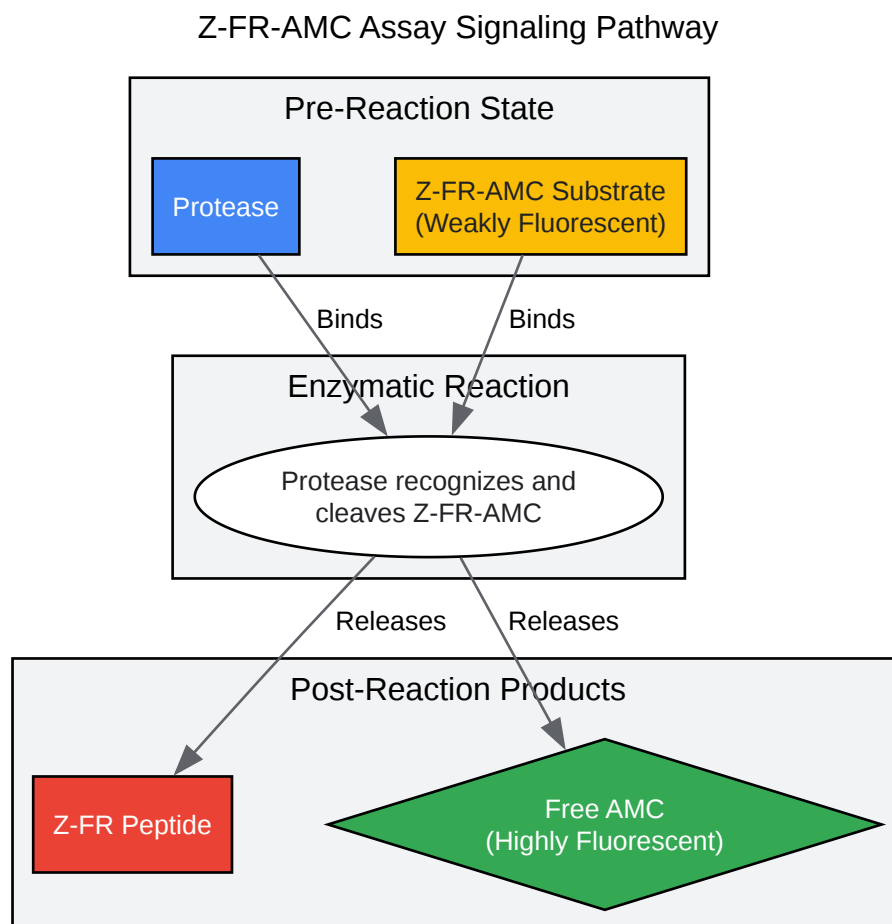 Z-FR-AMC Assay Signaling Pathway
Pre-Reaction State
Protease
Z-FR-AMC Substrate
(Weakly Fluorescent)
Binds
Binds
Enzymatic Reaction
Protease recognizes and
cleaves Z-FR-AMC
Releases
Releases
Post-Reaction Products
Z-FR Peptide
Free AMC
(Highly Fluorescent)